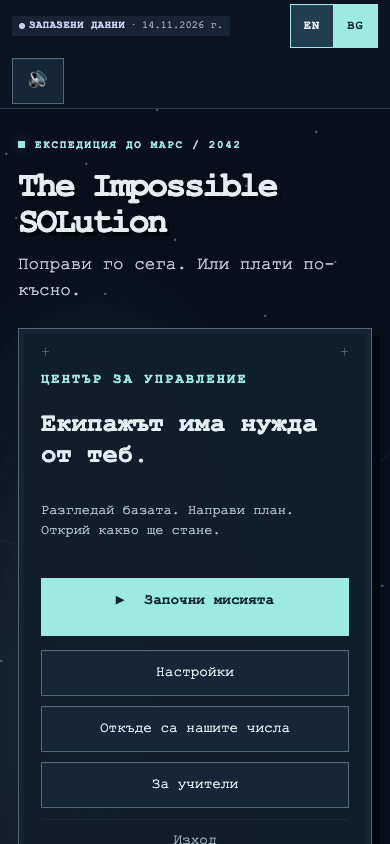 ЗАПАЗЕНИ ДАННИ · 14.11.2026 г.
EN BG
ЕКСПЕДИЦИЯ ДО МАРС / 2042
The Impossible
SOLution
Поправи го сега. Или плати по-
късно.
ЦЕНТЪР ЗА УПРАВЛЕНИЕ
Екипажът има нужда
от теб.
Разгледай базата. Направи план.
Открий какво ще стане.
Започни мисията
Настройки
Откъде са нашите числа
За учители
Изход